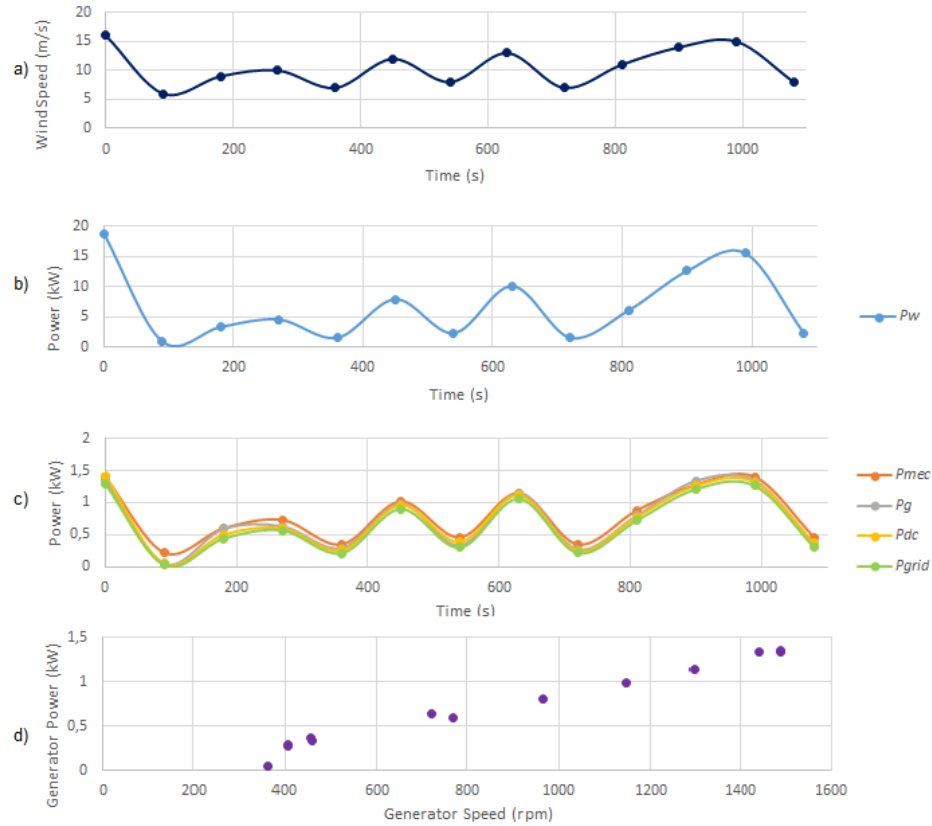 a)
WindSpeed (m/s)
20
15
10
5
0
0 200 400 600 800 1000
Time (s)
b)
Power (kW)
20
15
10
5
0
0 200 400 600 800 1000
Time (s)
Pw
c)
Power (kW)
2
1,5
1
0,5
0
0 200 400 600 800 1000
Time (s)
Pmec
Pg
Pdc
Pgrid
d)
Generator Power (kW)
1,5
1
0,5
0
0 200 400 600 800 1000 1200 1400 1600
Generator Speed (rpm)